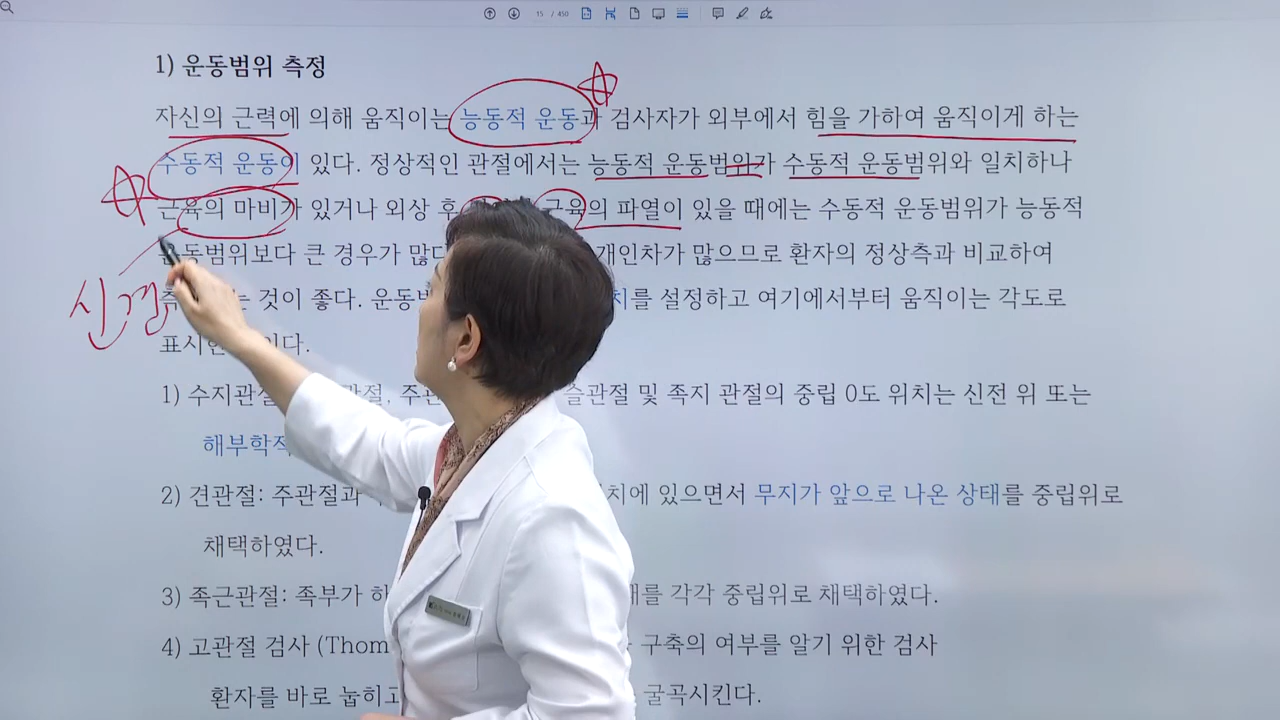 15 / 450
1) 운동범위 측정
자신의 근력에 의해 움직이는 능동적 운동과 검사자가 외부에서 힘을 가하여 움직이게 하는
수동적 운동이 있다. 정상적인 관절에서는 능동적 운동범위가 수동적 운동범위와 일치하나
근육의 마비가 있거나 외상 후 근육의 파열이 있을 때에는 수동적 운동범위가 능동적
운동범위보다 큰 경우가 많다 개인차가 많으므로 환자의 정상측과 비교하여
것이 좋다. 를 설정하고 여기에서부터 움직이는 각도로
신경
1) 주 및 족지 관절의 중립 0도 위치는 신전 위 또는
2) 견관절: 주관절과 있으면서 무지가 앞으로 나온 상태를 중립위로
채택하였다.
3) 족근관절: 족부가 각각 중립위로 채택하였다.
4) 고관절 검사 (Thom 구축의 여부를 알기 위한 검사
환자를 바로 눕히고 굴곡시킨다.